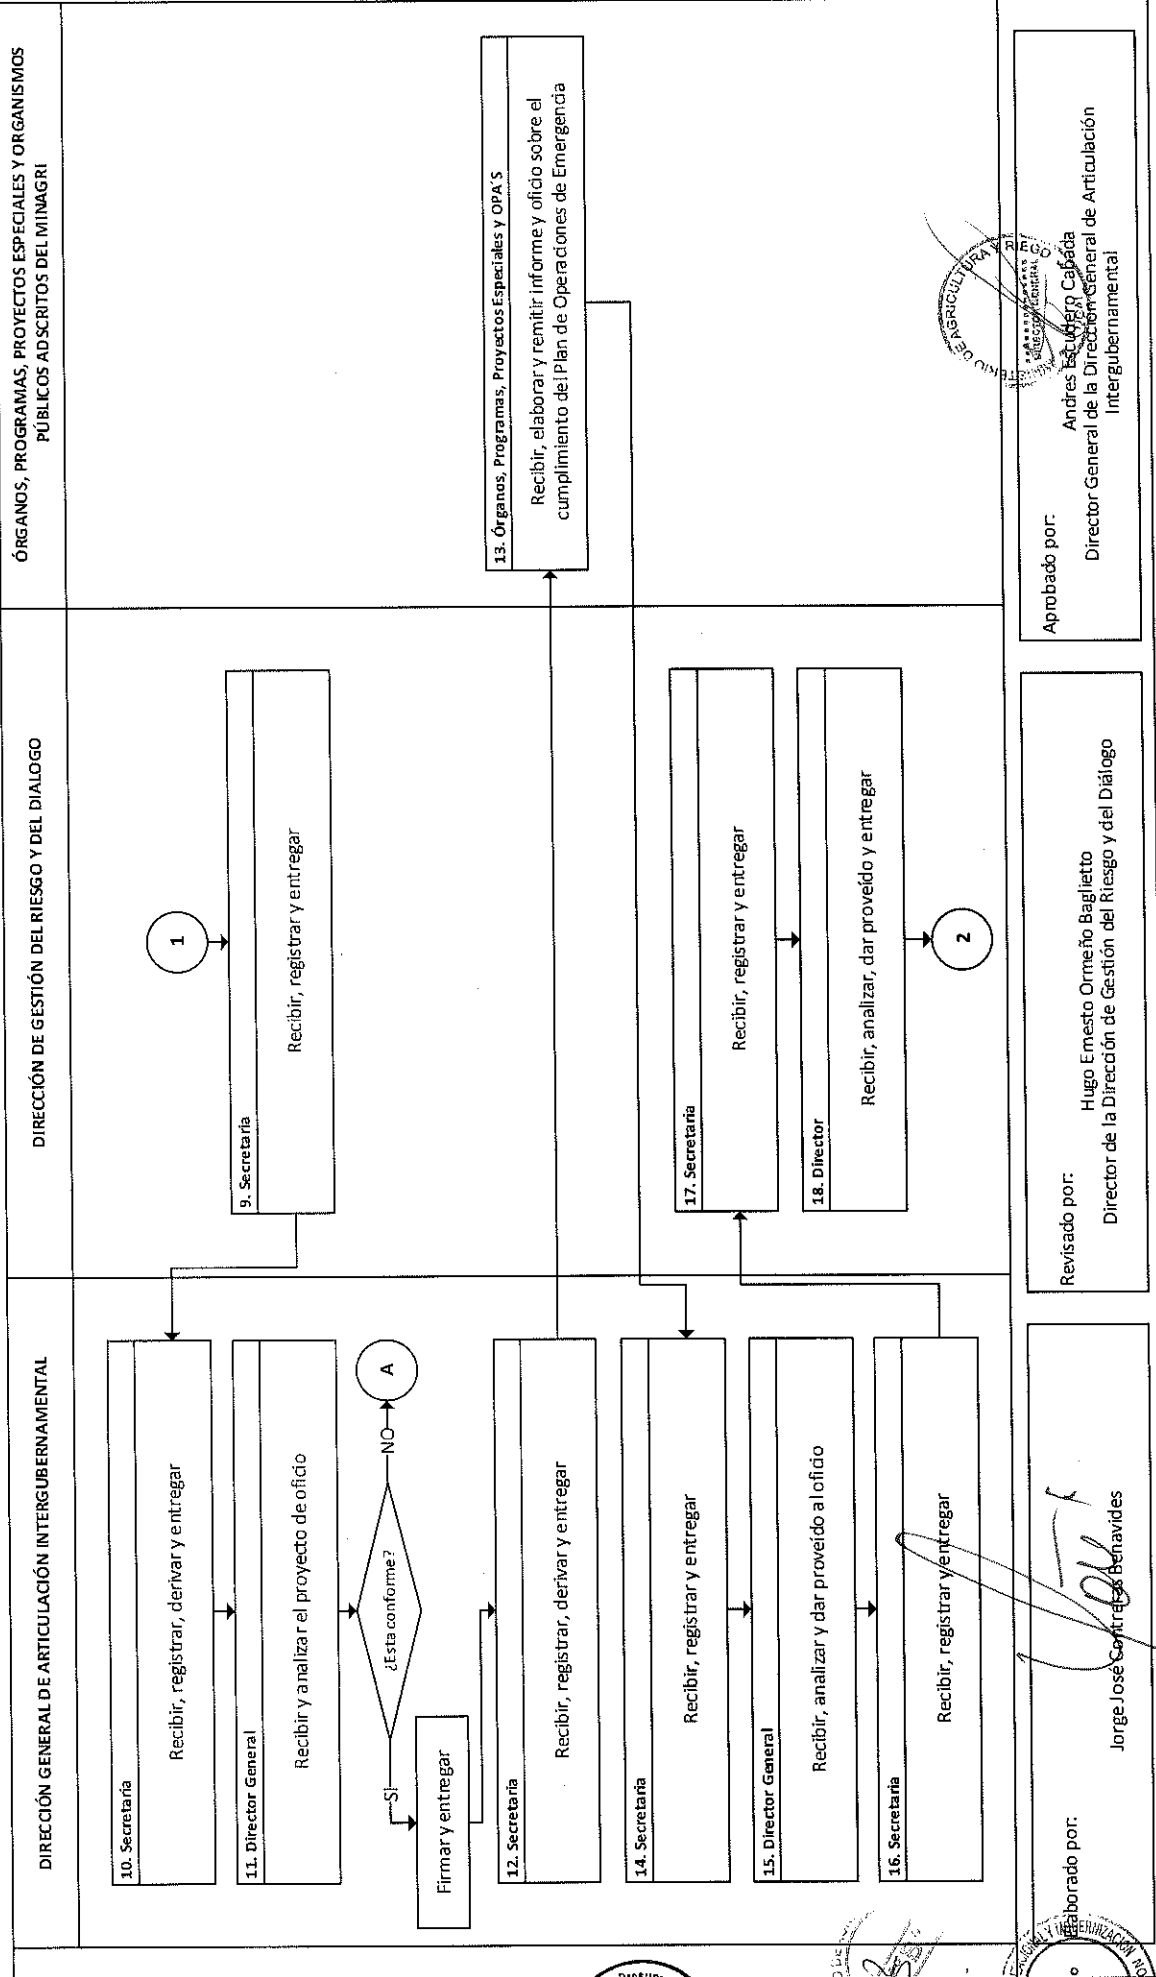 DIRECCIÓN GENERAL DE ARTICULACIÓN INTERGUBERNAMENTAL
DIRECCIÓN DE GESTIÓN DEL RIESGO Y DEL DIALOGO
ÓRGANOS, PROGRAMAS, PROYECTOS ESPECIALES Y ORGANISMOS
PÚBLICOS ADSCRITOS DEL MINAGRI
1
9. Secretaria
Recibir, registrar y entregar
10. Secretaria
Recibir, registrar, derivar y entregar
11. Director General
Recibir y analizar el proyecto de oficio
¿Esta conforme?
NO
A
SI
Firmar y entregar
12. Secretaria
Recibir, registrar, derivar y entregar
13. Órganos, Programas, Proyectos Especiales y OPA´S
Recibir, elaborar y remitir informe y oficio sobre el
cumplimiento del Plan de Operaciones de Emergencia
14. Secretaria
Recibir, registrar y entregar
15. Director General
Recibir, analizar y dar proveído al oficio
16. Secretaria
Recibir, registrar y entregar
17. Secretaria
Recibir, registrar y entregar
18. Director
Recibir, analizar, dar proveído y entregar
2
Elaborado por:
Jorge José Contreras Benavides
Revisado por:
Hugo Ernesto Ormeño Baglietto
Director de la Dirección de Gestión del Riesgo y del Diálogo
Aprobado por:
Andres Escudero Cabada
Director General de la Dirección General de Articulación
Intergubernamental
DE AGRICULTURA Y RIEGO
DIRECTOR GENERAL